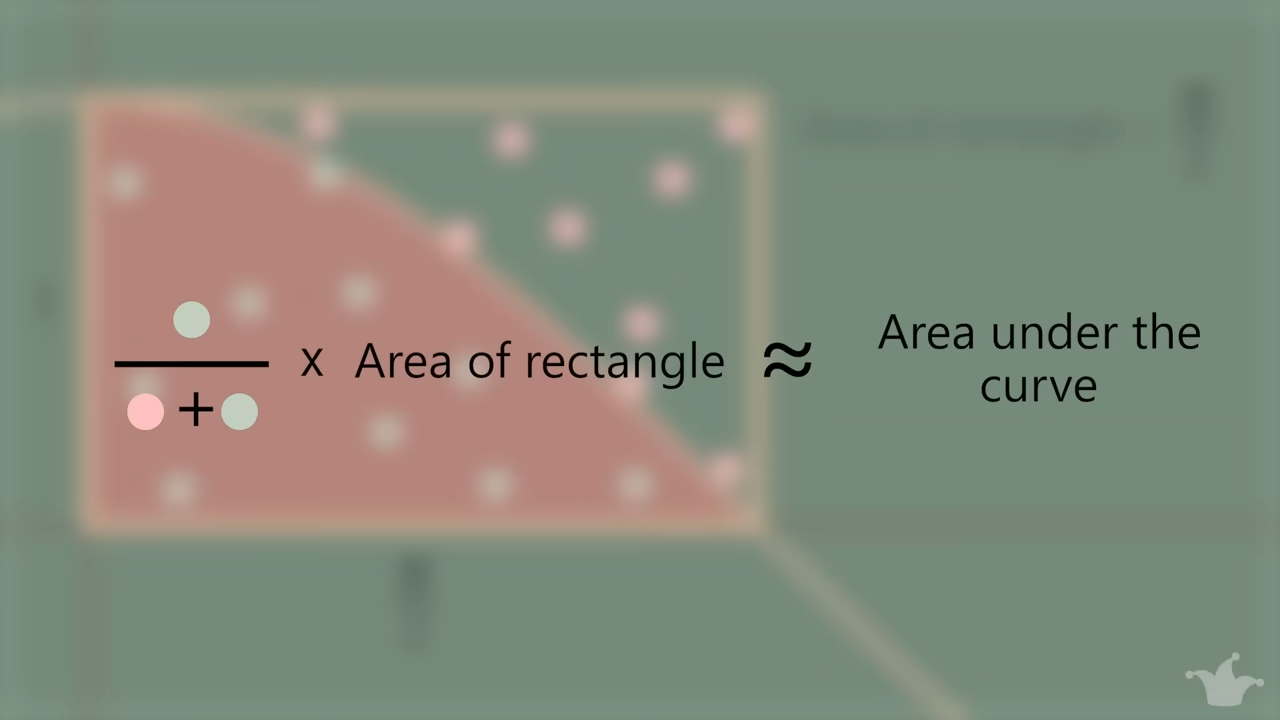 +
x Area of rectangle ≈
Area under the
curve